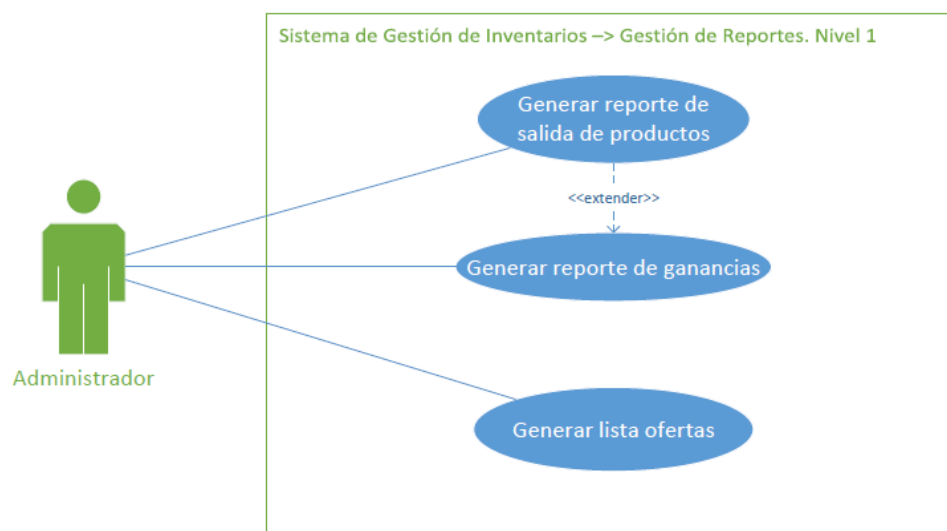 Sistema de Gestión de Inventarios –> Gestión de Reportes. Nivel 1
Generar reporte de
salida de productos
<<extender>>
Generar reporte de ganancias
Administrador
Generar lista ofertas